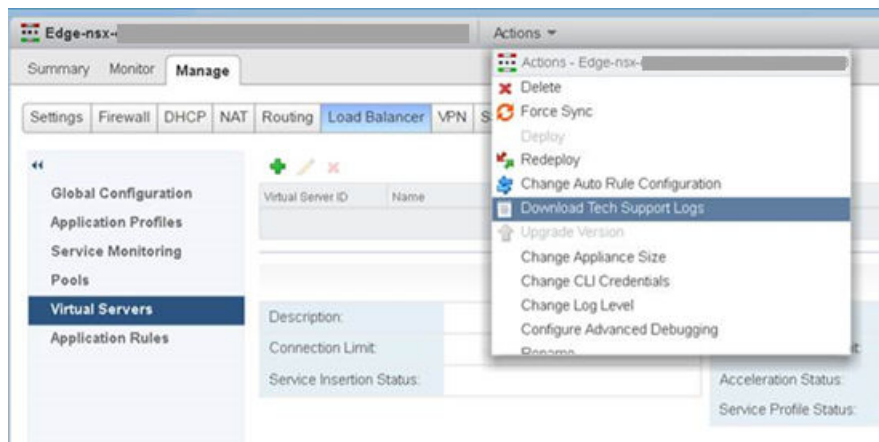 Edge-nsx-
Actions
Summary Monitor Manage
Actions - Edge-nsx-
Delete
Settings Firewall DHCP NAT Routing Load Balancer VPN
Force Sync
Deploy
Redeploy
Change Auto Rule Configuration
Download Tech Support Logs
Upgrade Version
Change Appliance Size
Change CLI Credentials
Change Log Level
Configure Advanced Debugging
Rename
Global Configuration
Application Profiles
Service Monitoring
Pools
Virtual Servers
Application Rules
Virtual Server ID Name
Description:
Connection Limit:
Service Insertion Status:
Acceleration Status:
Service Profile Status: